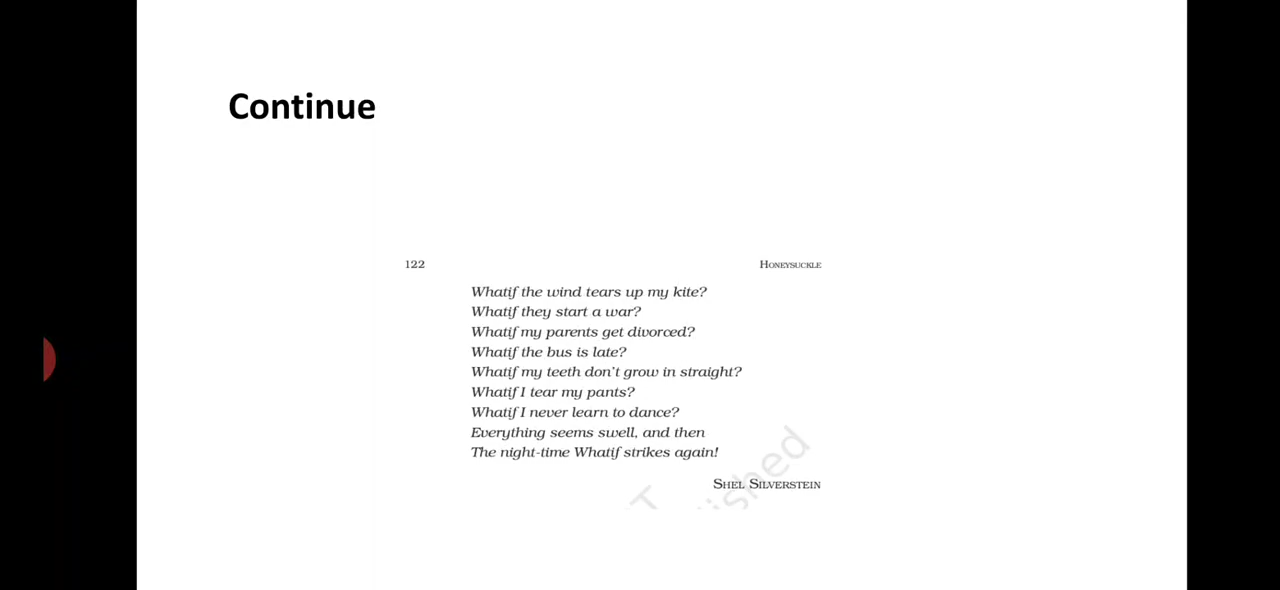 Continue
122 Honeysuckle
Whatif the wind tears up my kite?
Whatif they start a war?
Whatif my parents get divorced?
Whatif the bus is late?
Whatif my teeth don't grow in straight?
Whatif I tear my pants?
Whatif I never learn to dance?
Everything seems swell, and then
The night-time Whatif strikes again!
Shel Silverstein